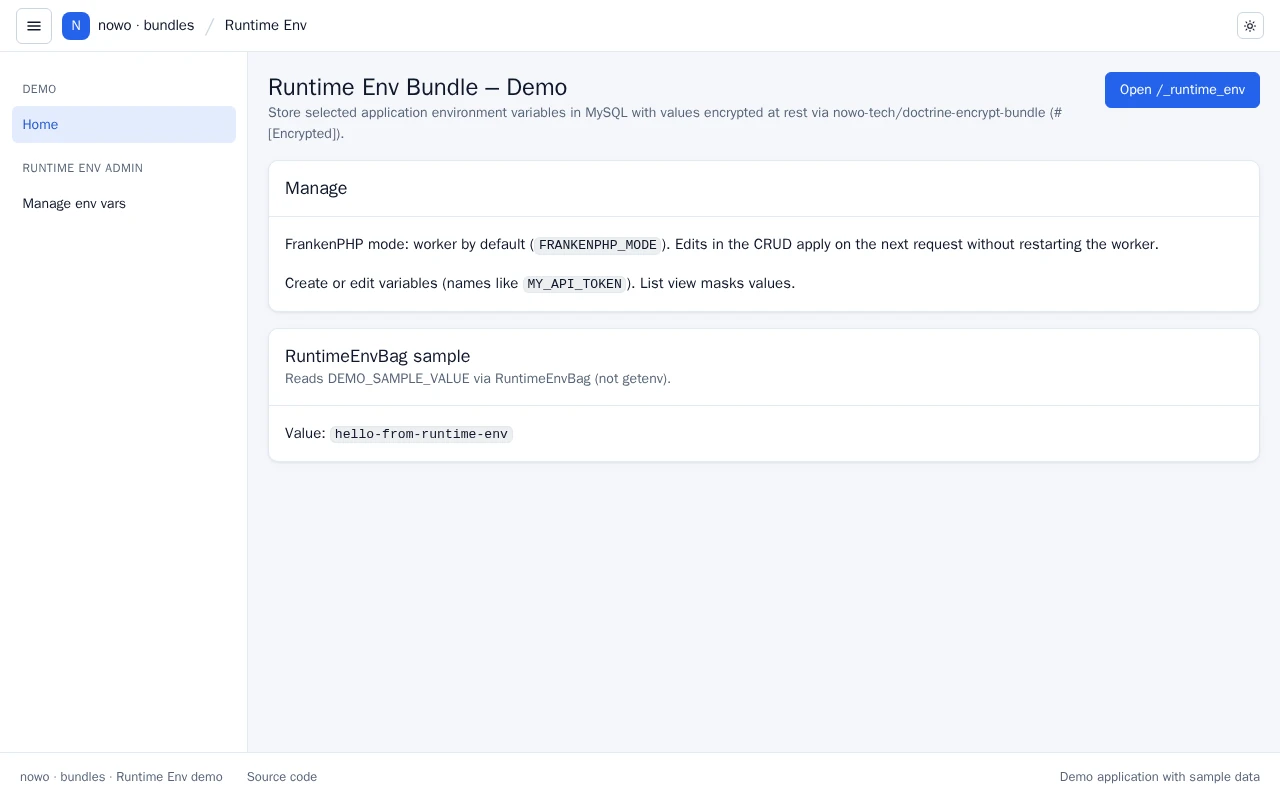 N nowo · bundles / Runtime Env
DEMO
Home
RUNTIME ENV ADMIN
Manage env vars
Runtime Env Bundle – Demo
Store selected application environment variables in MySQL with values encrypted at rest via nowo-tech/doctrine-encrypt-bundle (#
[Encrypted]).
Open /_runtime_env
Manage
FrankenPHP mode: worker by default ( FRANKENPHP_MODE ). Edits in the CRUD apply on the next request without restarting the worker.
Create or edit variables (names like MY_API_TOKEN ). List view masks values.
RuntimeEnvBag sample
Reads DEMO_SAMPLE_VALUE via RuntimeEnvBag (not getenv).
Value: hello-from-runtime-env
nowo · bundles · Runtime Env demo Source code Demo application with sample data